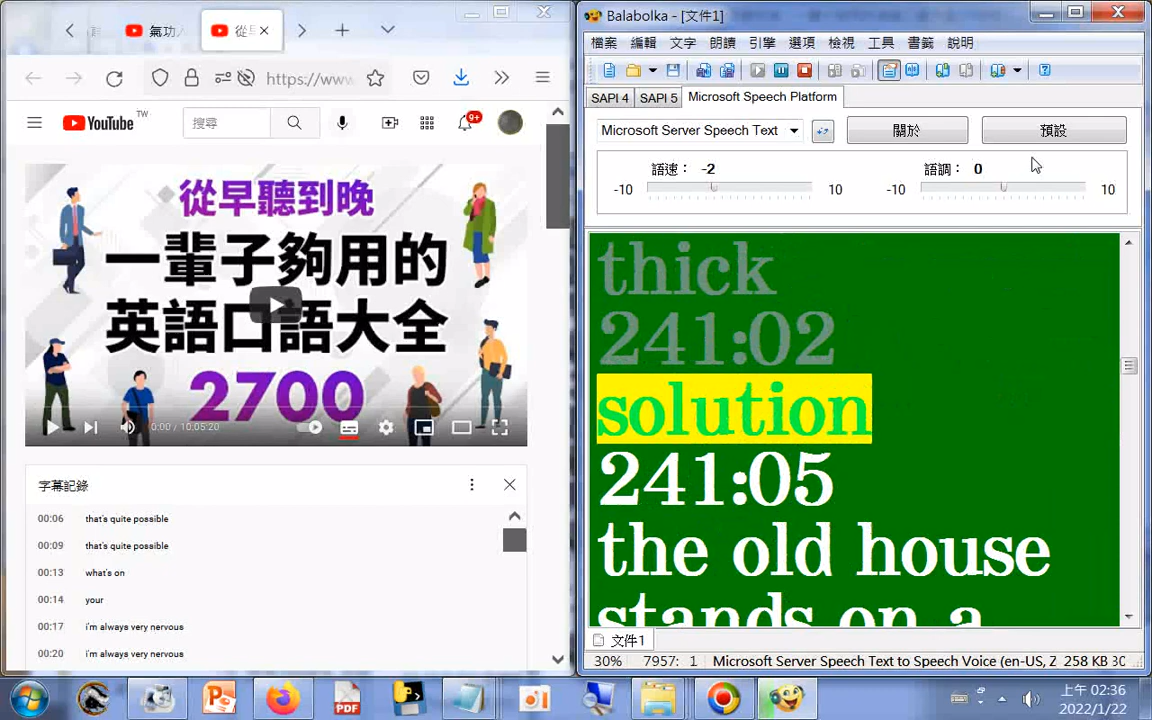 氣功
從
https://www
YouTube TW
搜尋
9+
從早聽到晚
一輩子夠用的
英語口語大全
2700
0:00 / 10:05:20
字幕記錄
00:06 that's quite possible
00:09 that's quite possible
00:13 what's on
00:14 your
00:17 i'm always very nervous
00:20 i'm always very nervous
Balabolka - [文件1]
檔案 編輯 文字 朗讀 引擎 選項 檢視 工具 書籤 說明
SAPI 4 SAPI 5 Microsoft Speech Platform
Microsoft Server Speech Text 關於 預設
語速： -2 語調： 0
-10 10 -10 10
thick
241:02
solution
241:05
the old house
stands on a
文件1
30% 7957: 1 Microsoft Server Speech Text to Speech Voice (en-US, Z 258 KB
PDF
上午 02:36
2022/1/22